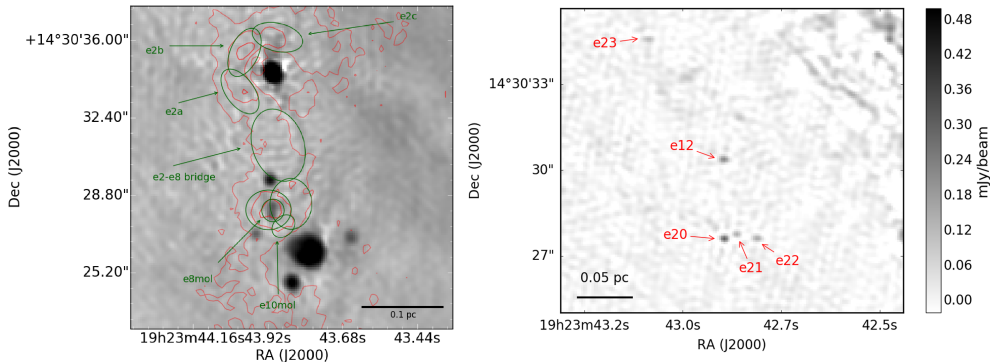 e2c
+14°30'36.00"
e2b
e2a
32.40"
e2-e8 bridge
28.80"
e8mol
25.20"
e10mol
0.1 pc
19h23m44.16s43.92s 43.68s 43.44s
RA (J2000)
Dec (J2000)
e23
14°30'33"
e12
30"
e20
e21
e22
27"
0.05 pc
19h23m43.2s 43.0s 42.7s 42.5s
RA (J2000)
Dec (J2000)
0.48
0.42
0.36
0.30
0.24
0.18
0.12
0.06
0.00
mJy/beam